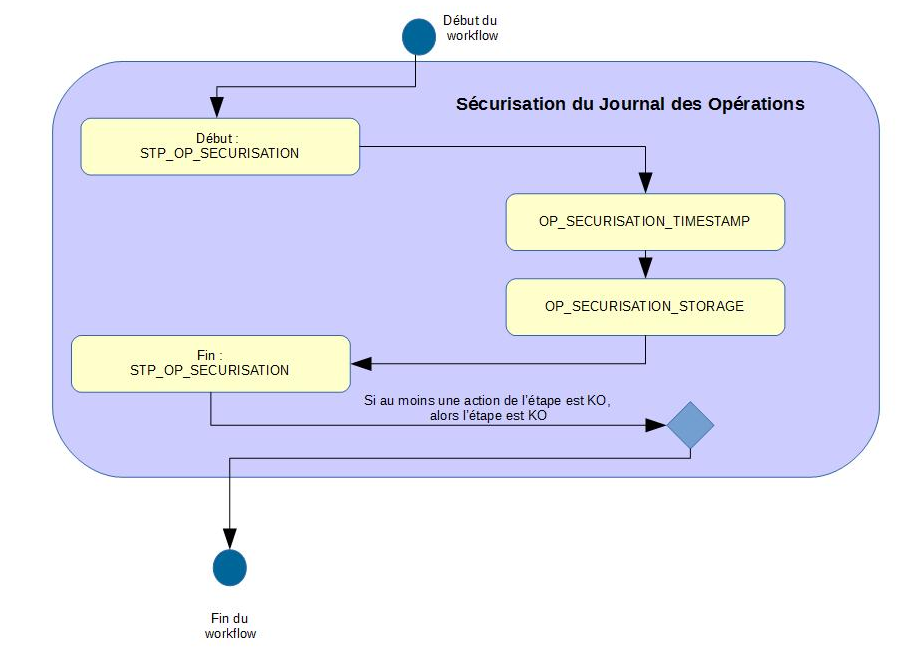 Début du
workflow
Sécurisation du Journal des Opérations
Début :
STP_OP_SECURISATION
OP_SECURISATION_TIMESTAMP
OP_SECURISATION_STORAGE
Fin :
STP_OP_SECURISATION
Si au moins une action de l'étape est KO,
alors l'étape est KO
Fin du
workflow